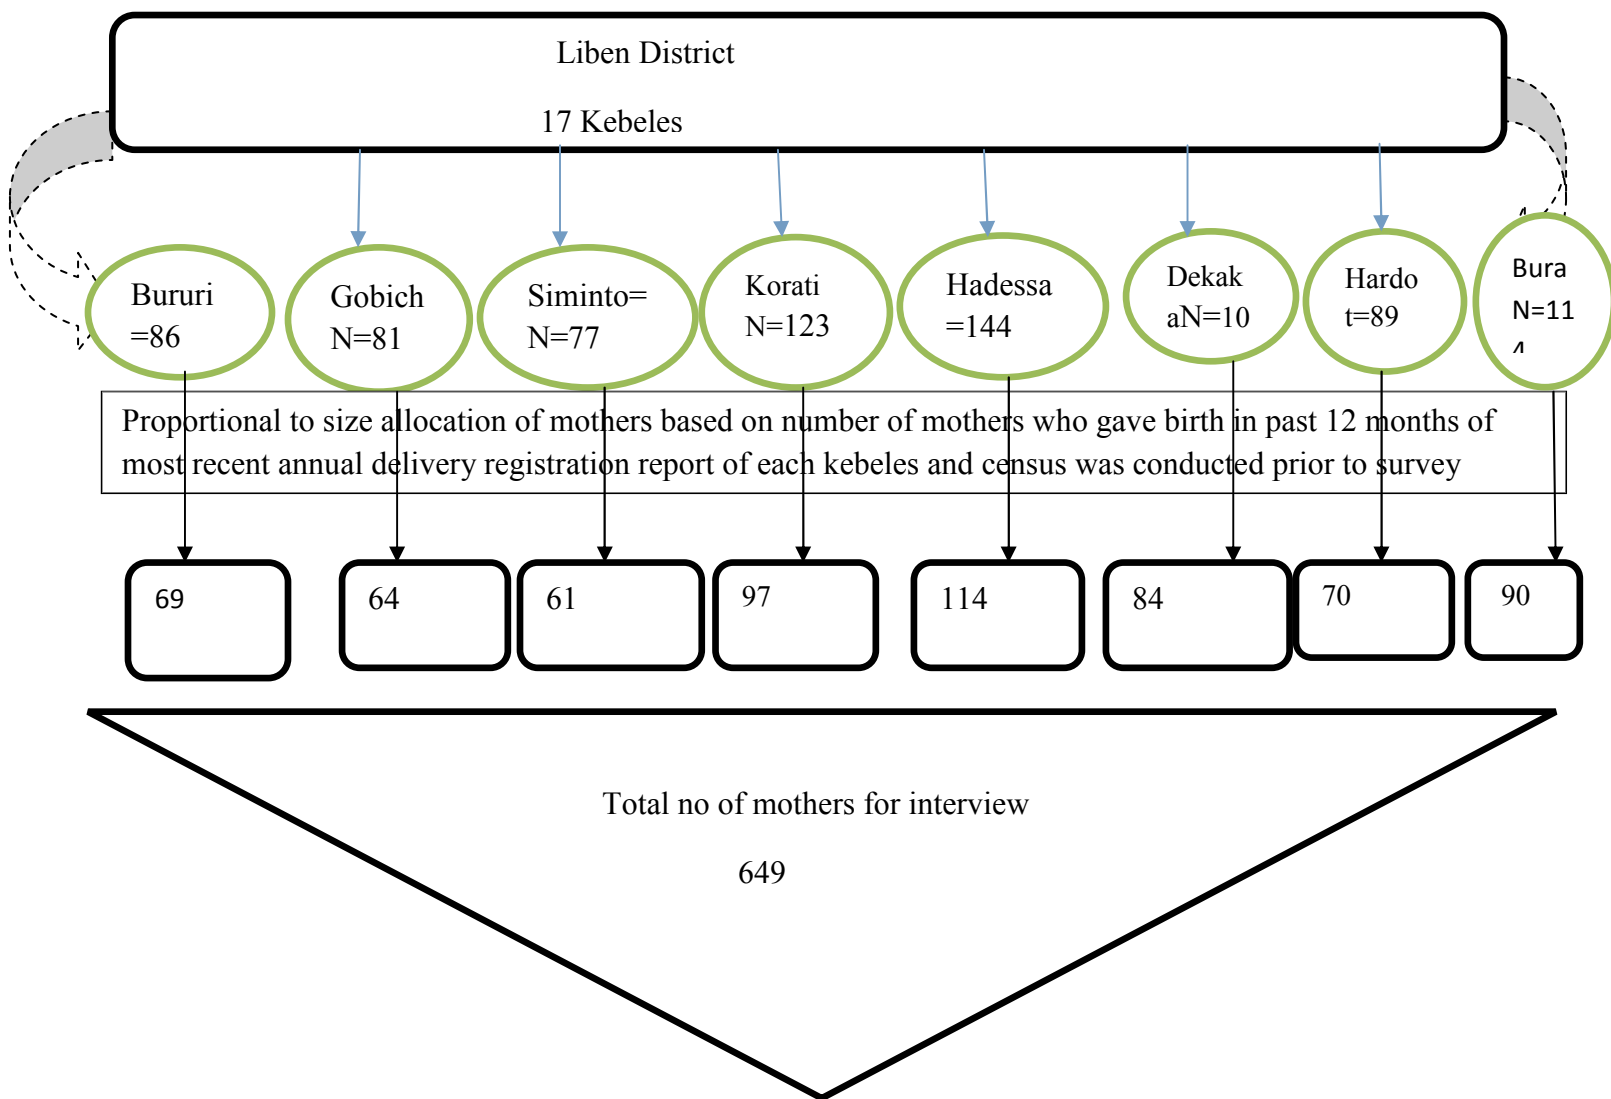 Liben District
17 Kebeles
Bururi
=86
Gobich
N=81
Siminto=
N=77
Korati
N=123
Hadessa
=144
Dekak
aN=10
Hardo
t=89
Bura
N=11
Proportional to size allocation of mothers based on number of mothers who gave birth in past 12 months of
most recent annual delivery registration report of each kebeles and census was conducted prior to survey
69
64
61
97
114
84
70
90
Total no of mothers for interview
649